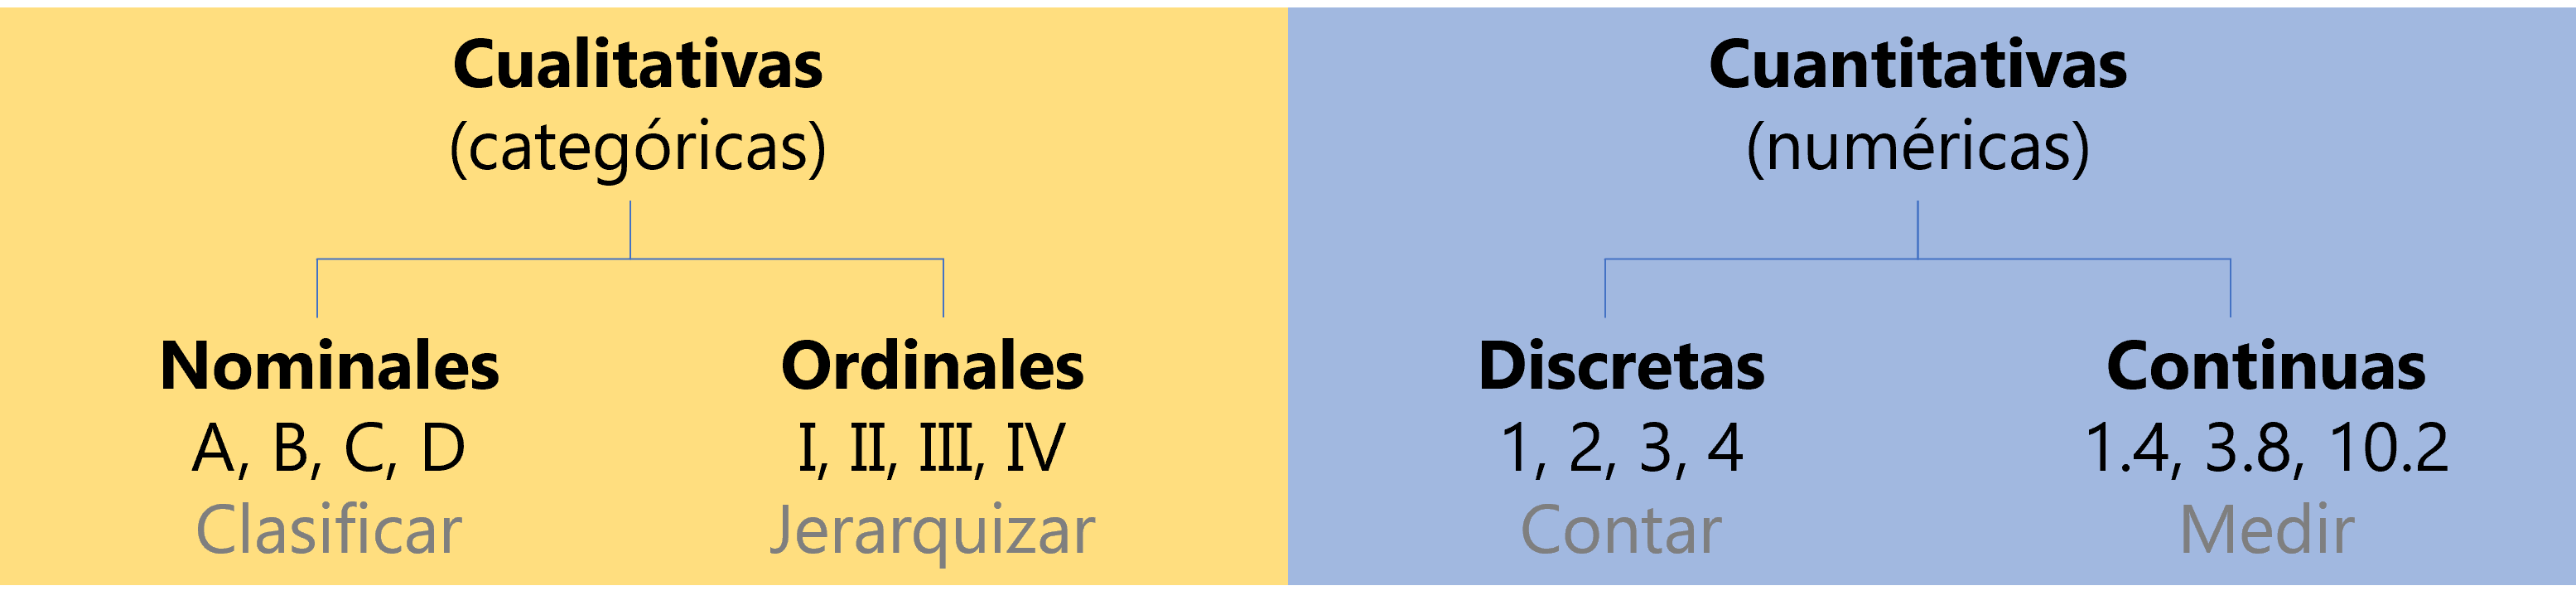 Cualitativas
(categóricas)
Nominales
A, B, C, D
Clasificar
Ordinales
I, II, III, IV
Jerarquizar
Cuantitativas
(numéricas)
Discretas
1, 2, 3, 4
Contar
Continuas
1.4, 3.8, 10.2
Medir